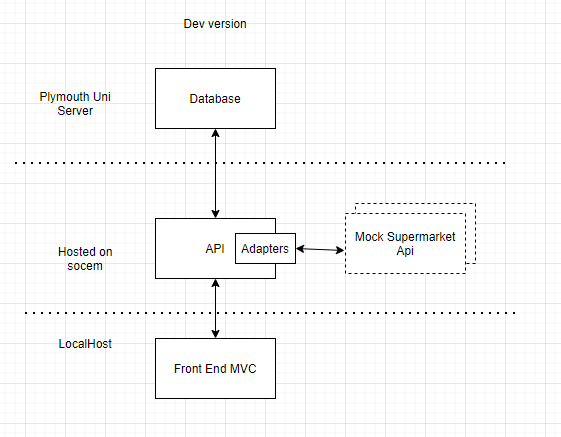 Dev version
Plymouth Uni
Server
Database
Hosted on
socem
API
Adapters
Mock Supermarket
Api
LocalHost
Front End MVC